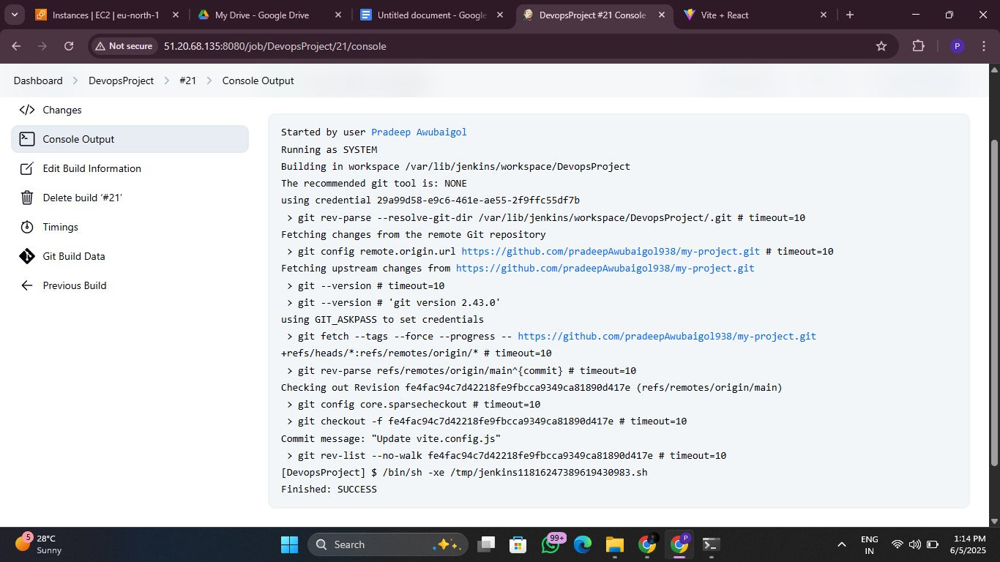 Instances | EC2 | eu-north-1
My Drive - Google Drive
Untitled document - Google
DevopsProject #21 Console
Vite + React
Not secure
51.20.68.135:8080/job/DevopsProject/21/console
P
Dashboard
DevopsProject
#21
Console Output
Changes
Console Output
Edit Build Information
Delete build ‘#21’
Timings
Git Build Data
Previous Build
Started by user Pradeep Awubaigol
Running as SYSTEM
Building in workspace /var/lib/jenkins/workspace/DevopsProject
The recommended git tool is: NONE
using credential 29a99d58-e9c6-461e-ae55-2f9ffc55df7b
> git rev-parse --resolve-git-dir /var/lib/jenkins/workspace/DevopsProject/.git # timeout=10
Fetching changes from the remote Git repository
> git config remote.origin.url https://github.com/pradeepAwubaigol938/my-project.git # timeout=10
Fetching upstream changes from https://github.com/pradeepAwubaigol938/my-project.git
> git --version # timeout=10
> git --version # 'git version 2.43.0'
using GIT_ASKPASS to set credentials
> git fetch --tags --force --progress -- https://github.com/pradeepAwubaigol938/my-project.git
+refs/heads/*:refs/remotes/origin/* # timeout=10
> git rev-parse refs/remotes/origin/main^{commit} # timeout=10
Checking out Revision fe4fac94c7d42218fe9fbcca9349ca81890d417e (refs/remotes/origin/main)
> git config core.sparsecheckout # timeout=10
> git checkout -f fe4fac94c7d42218fe9fbcca9349ca81890d417e # timeout=10
Commit message: "Update vite.config.js"
> git rev-list --no-walk fe4fac94c7d42218fe9fbcca9349ca81890d417e # timeout=10
[DevopsProject] $ /bin/sh -xe /tmp/jenkins11816247389619430983.sh
Finished: SUCCESS
5
28°C
Sunny
Search
99+
P
ENG
IN
1:14 PM
6/5/2025